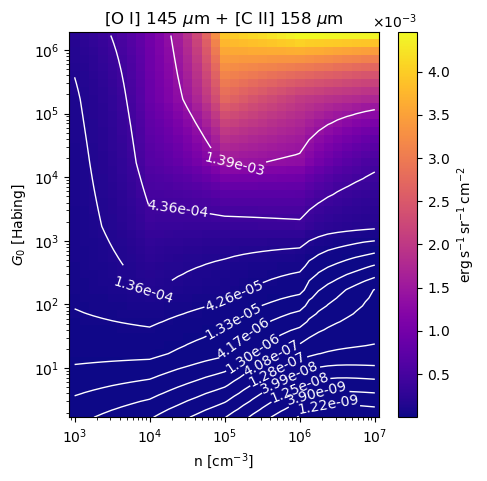 [O I] 145 μm + [C II] 158 μm
×10⁻³
10⁶
10⁵
10⁴
10³
10²
10¹
G₀ [Habing]
1.39e-03
4.36e-04
1.36e-04
4.26e-05
1.33e-05
4.17e-06
1.30e-06
4.08e-07
1.28e-07
3.99e-08
1.25e-08
3.90e-09
1.22e-09
10³ 10⁴ 10⁵ 10⁶ 10⁷
n [cm⁻³]
4.0
3.5
3.0
2.5
2.0
1.5
1.0
0.5
erg s⁻¹ sr⁻¹ cm⁻²